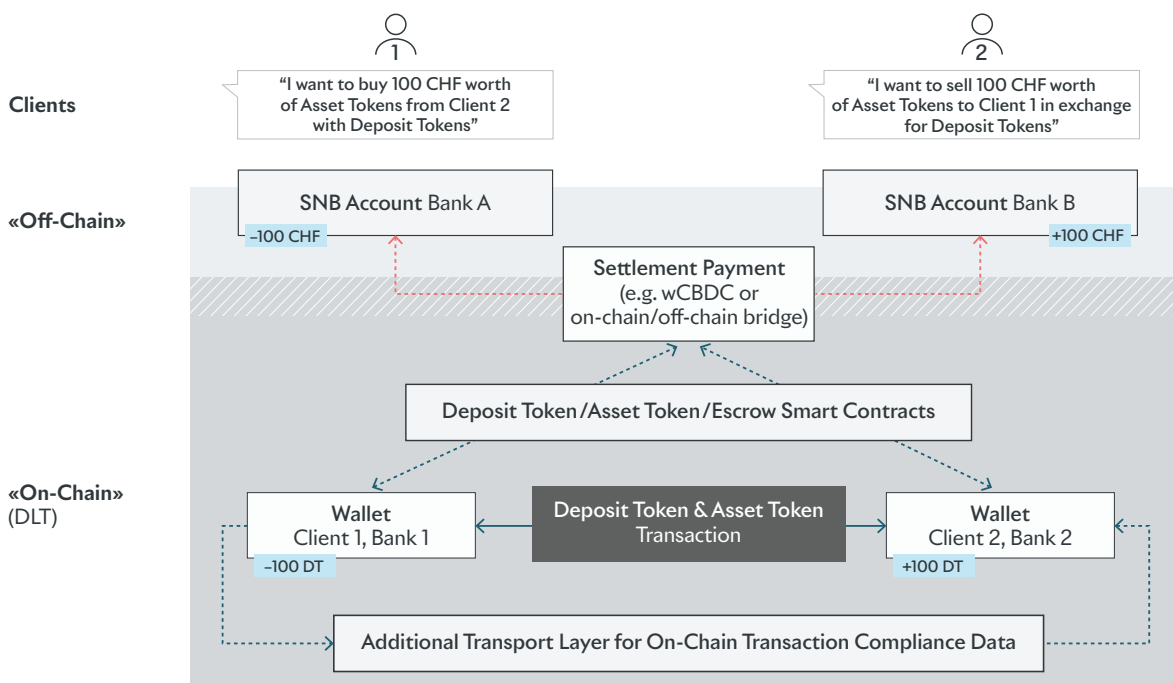 1
2
Clients
“I want to buy 100 CHF worth
of Asset Tokens from Client 2
with Deposit Tokens”
“I want to sell 100 CHF worth
of Asset Tokens to Client 1 in exchange
for Deposit Tokens”
«Off-Chain»
SNB Account Bank A
–100 CHF
SNB Account Bank B
+100 CHF
Settlement Payment
(e.g. wCBDC or
on-chain/off-chain bridge)
Deposit Token/Asset Token/Escrow Smart Contracts
«On-Chain»
(DLT)
Wallet
Client 1, Bank 1
–100 DT
Deposit Token & Asset Token
Transaction
Wallet
Client 2, Bank 2
+100 DT
Additional Transport Layer for On-Chain Transaction Compliance Data